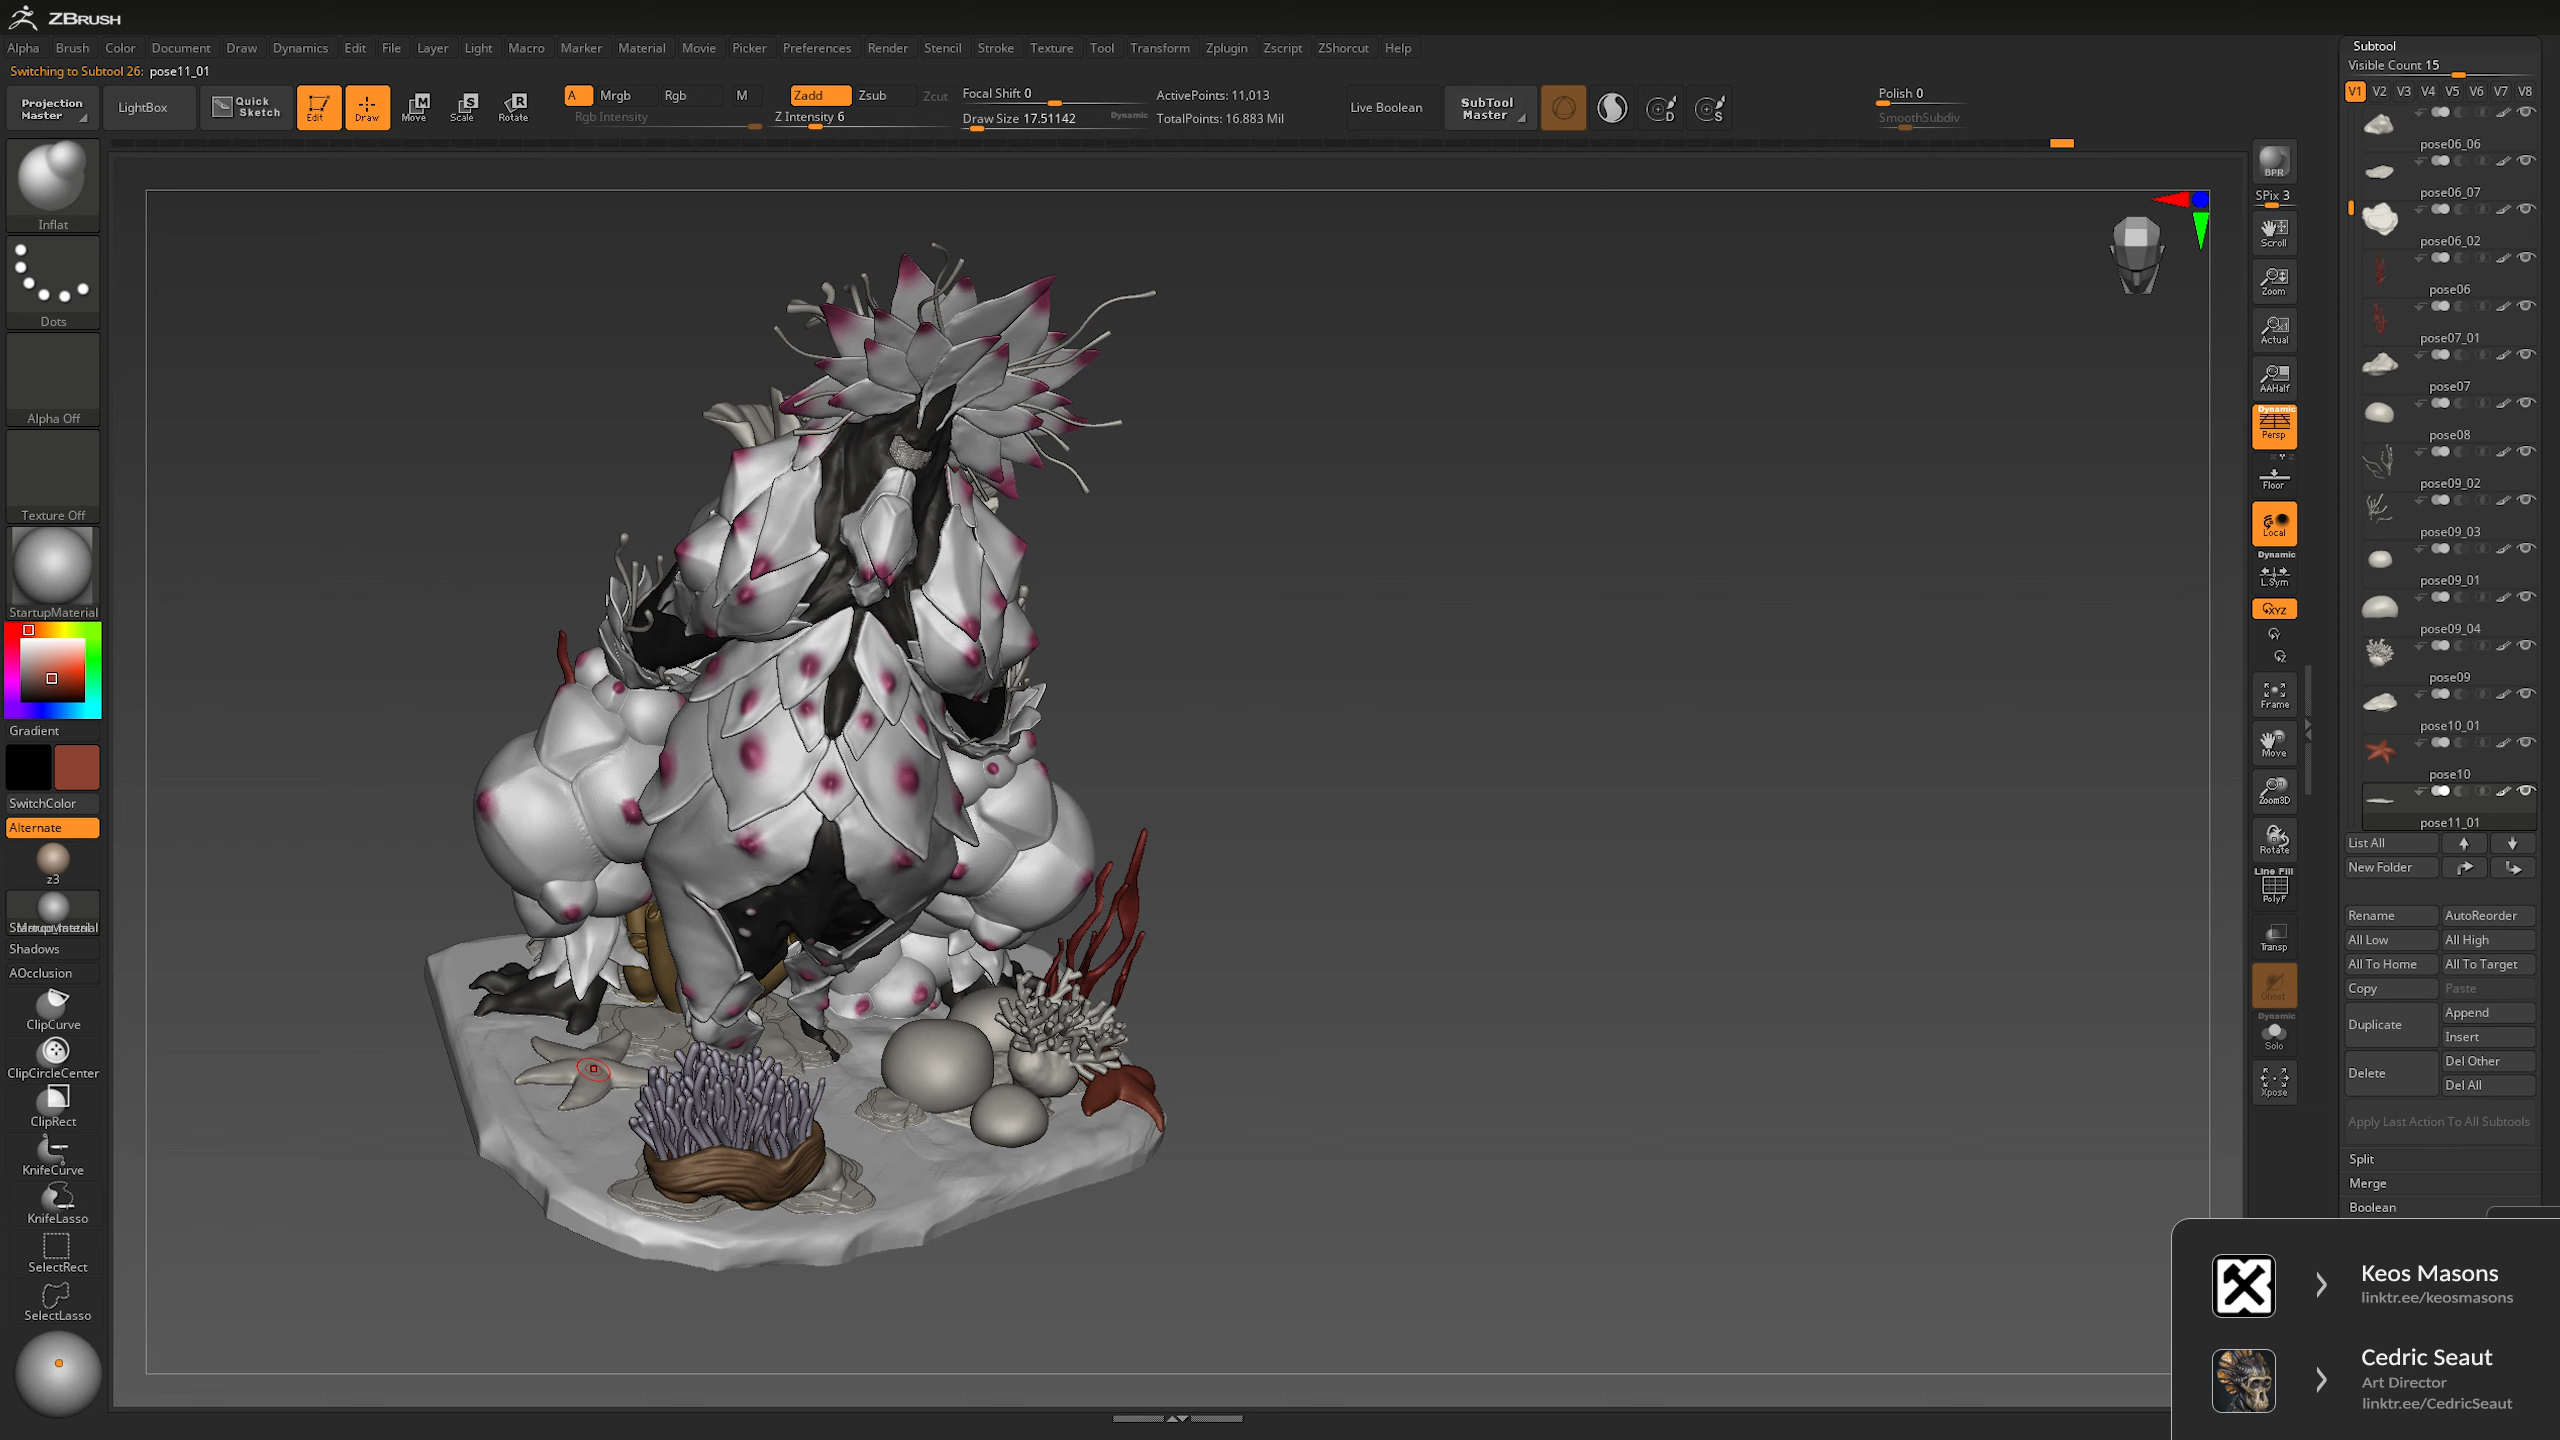 ZBRUSH
Alpha Brush Color Document Draw Dynamics Edit File Layer Light Macro Marker Material Movie Picker Preferences Render Stencil Stroke Texture Tool Transform Zplugin Zscript ZShorcut Help
Switching to Subtool 26: pose11_01
Projection Master
LightBox
Quick Sketch
Edit
Draw
Move
Scale
Rotate
A Mrgb Rgb M
Rgb Intensity
Zadd Zsub Zcut
Z Intensity 6
Focal Shift 0
Draw Size 17.51142
Dynamic
ActivePoints: 11,013
TotalPoints: 16.883 Mil
Live Boolean
SubTool Master
Polish 0
SmoothSubdiv
Inflat
Dots
Alpha Off
Texture Off
StartupMaterial
Gradient
SwitchColor
Alternate
z3
Shadows
AOcclusion
ClipCurve
ClipCircleCenter
ClipRect
KnifeCurve
KnifeLasso
SelectRect
SelectLasso
BPR
SPix 3
Scroll
Zoom
Actual
AAHalf
Dynamic
Persp
Floor
Local
Dynamic
L.Sym
XYZ
Frame
Move
Zoom3D
Rotate
Line Fill
PolyF
Transp
Ghost
Dynamic
Solo
Xpose
Subtool
Visible Count 15
V1 V2 V3 V4 V5 V6 V7 V8
pose06_06
pose06_07
pose06_02
pose06
pose07_01
pose07
pose08
pose09_02
pose09_03
pose09_01
pose09_04
pose09
pose10_01
pose10
pose11_01
List All
New Folder
Rename AutoReorder
All Low All High
All To Home All To Target
Copy Paste
Duplicate Append
Insert
Delete Del Other
Del All
Apply Last Action To All Subtools
Split
Merge
Boolean
Keos Masons
linktr.ee/keosmasons
Cedric Seaut
Art Director
linktr.ee/CedricSeaut